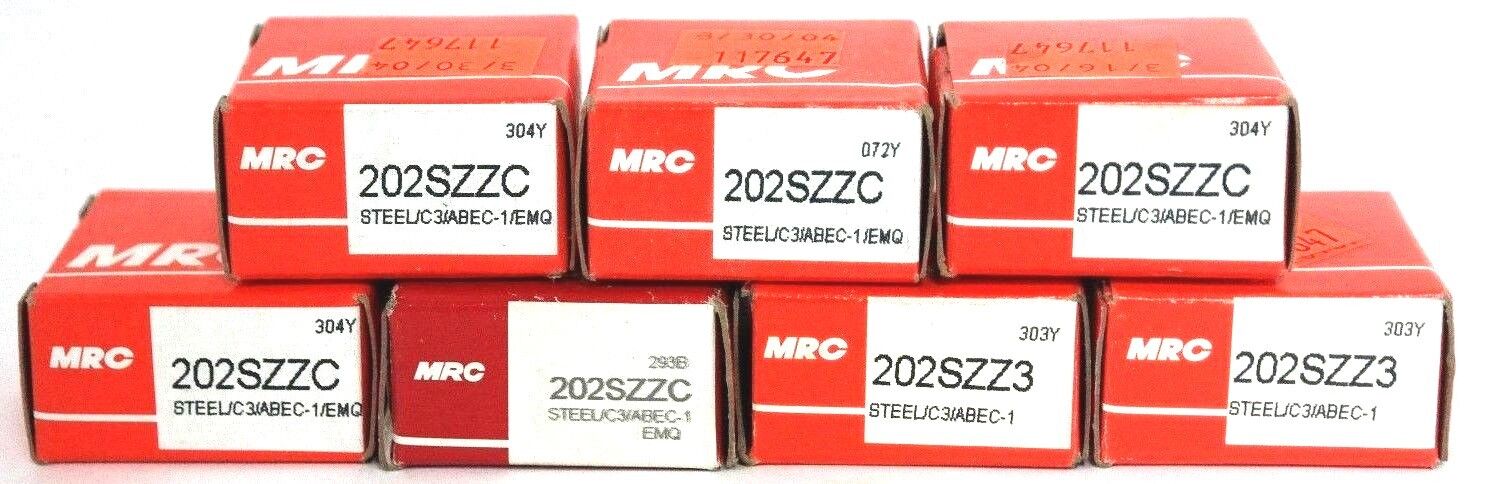 3/30/04
117647
3/30/04
117647
3/16/04
117647
MRC
MRC
304Y
MRC
202SZZC
STEEL/C3/ABEC-1/EMQ
072Y
MRC
202SZZC
STEEL/C3/ABEC-1/EMQ
304Y
MRC
202SZZC
STEEL/C3/ABEC-1/EMQ
304Y
MRC
202SZZC
STEEL/C3/ABEC-1/EMQ
293B
MRC
202SZZC
STEEL/C3/ABEC-1
EMQ
303Y
MRC
202SZZ3
STEEL/C3/ABEC-1
303Y
MRC
202SZZ3
STEEL/C3/ABEC-1